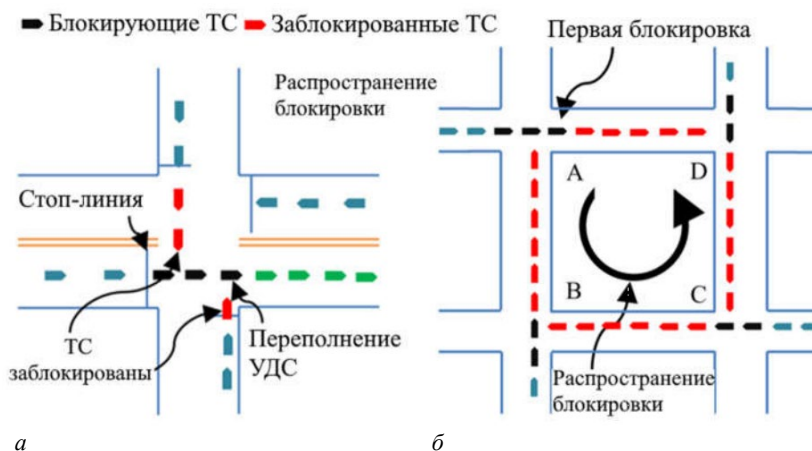 Блокирующие ТС
Заблокированные ТС
Распространение
блокировки
Стоп-линия
ТС
заблокированы
Переполнение
УДС
Первая блокировка
A
D
B
C
Распространение
блокировки
а
б